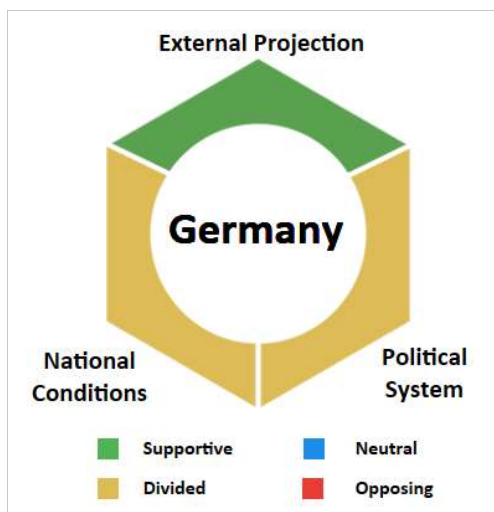 External Projection
Germany
National
Conditions
Political
System
Supportive
Neutral
Divided
Opposing